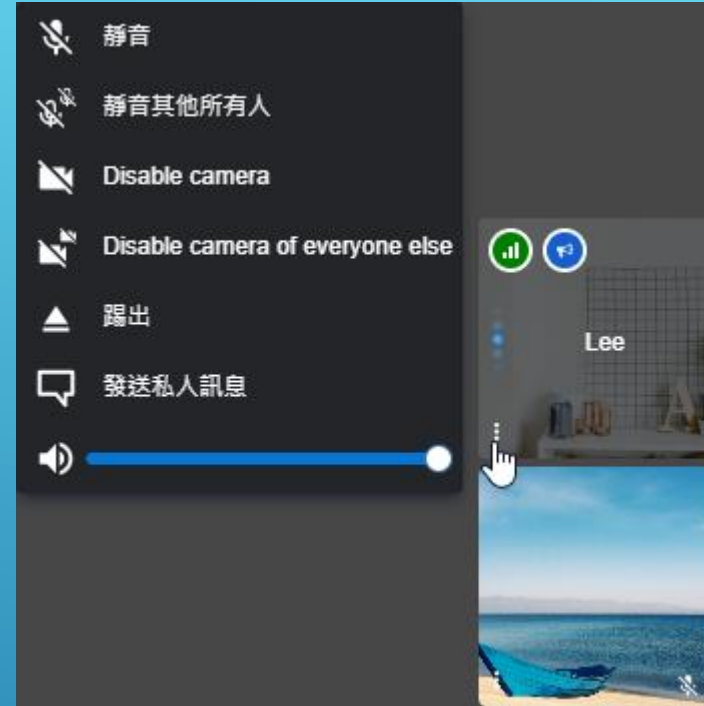 靜音
靜音其他所有人
Disable camera
Disable camera of everyone else
踢出
發送私人訊息
Lee